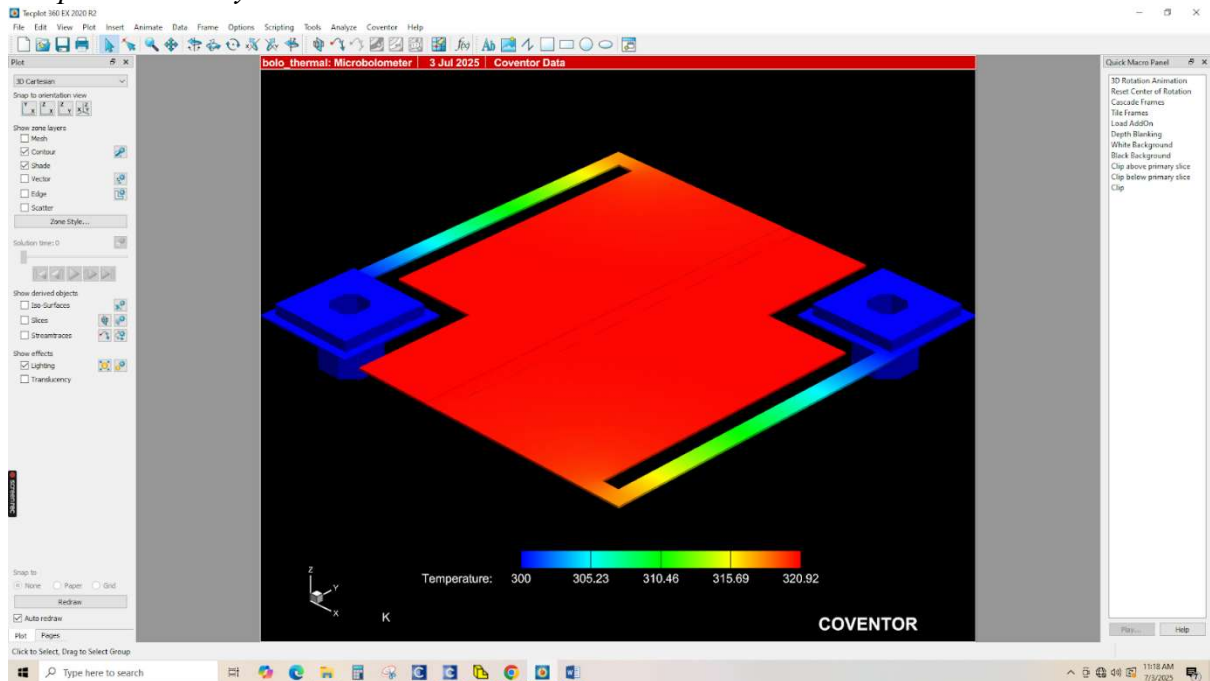 Tecplot 360 EX 2020 R2
File Edit View Plot Insert Animate Data Frame Options Scripting Tools Analyze Coventor Help
Plot
3D Cartesian
Snap to orientation view
Show zone layers
Mesh
Contour
Shade
Vector
Edge
Scatter
Zone Style...
Solution time: 0
Show derived objects
Iso-Surfaces
Slices
Streamtraces
Show effects
Lighting
Translucency
Snap to
None Paper Grid
Redraw
Auto redraw
Plot Pages
Click to Select, Drag to Select Group
bolo_thermal: Microbolometer 3 Jul 2025 Coventor Data
Temperature: 300 305.23 310.46 315.69 320.92
Z
Y
X
K
COVENTOR
Quick Macro Panel
3D Rotation Animation
Reset Center of Rotation
Cascade Frames
Tile Frames
Load AddOn
Depth Blanking
White Background
Black Background
Clip above primary slice
Clip below primary slice
Clip
Play... Help
Type here to search
11:18 AM
7/3/2025